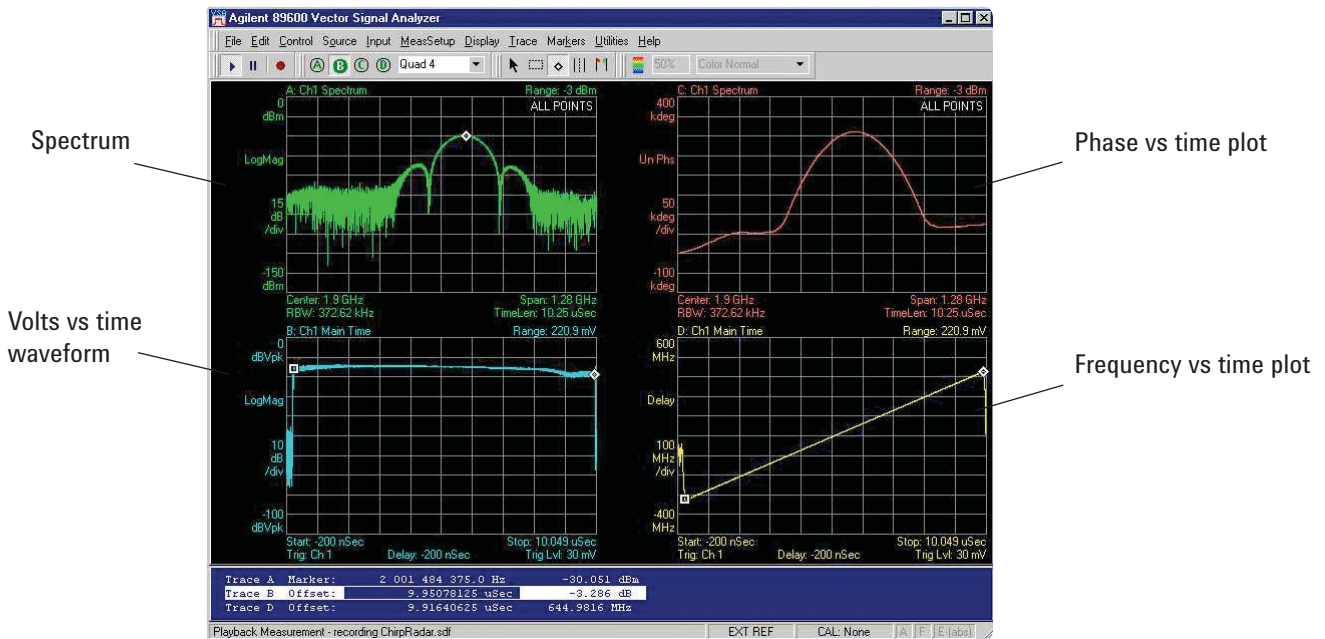 Agilent 89600 Vector Signal Analyzer
File Edit Control Source Input MeasSetup Display Trace Markers Utilities Help
A B C D Quad 4 50% Color Normal
Spectrum
A: Ch1 Spectrum Range: -3 dBm
0 dBm
ALL POINTS
LogMag
15 dB /div
-150 dBm
Center: 1.9 GHz Span: 1.28 GHz
RBW: 372.62 kHz TimeLen: 10.25 uSec
C: Ch1 Spectrum Range: -3 dBm
400 kdeg
ALL POINTS
Un Phs
50 kdeg /div
-100 kdeg
Center: 1.9 GHz Span: 1.28 GHz
RBW: 372.62 kHz TimeLen: 10.25 uSec
Phase vs time plot
Volts vs time
waveform
B: Ch1 Main Time Range: 220.9 mV
0 dBVpk
LogMag
10 dB /div
-100 dBVpk
Start: -200 nSec Stop: 10.049 uSec
Trig: Ch 1 Delay: -200 nSec Trig Lvl: 30 mV
D: Ch1 Main Time Range: 220.9 mV
600 MHz
Delay
100 MHz /div
-400 MHz
Start: -200 nSec Stop: 10.049 uSec
Trig: Ch 1 Delay: -200 nSec Trig Lvl: 30 mV
Frequency vs time plot
Trace A Marker: 2 001 484 375.0 Hz -30.051 dBm
Trace B Offset: 9.95078125 uSec -3.286 dB
Trace D Offset: 9.91640625 uSec 644.9816 MHz
Playback Measurement - recording ChirpRadar.sdf EXT REF CAL: None A F E (abs)